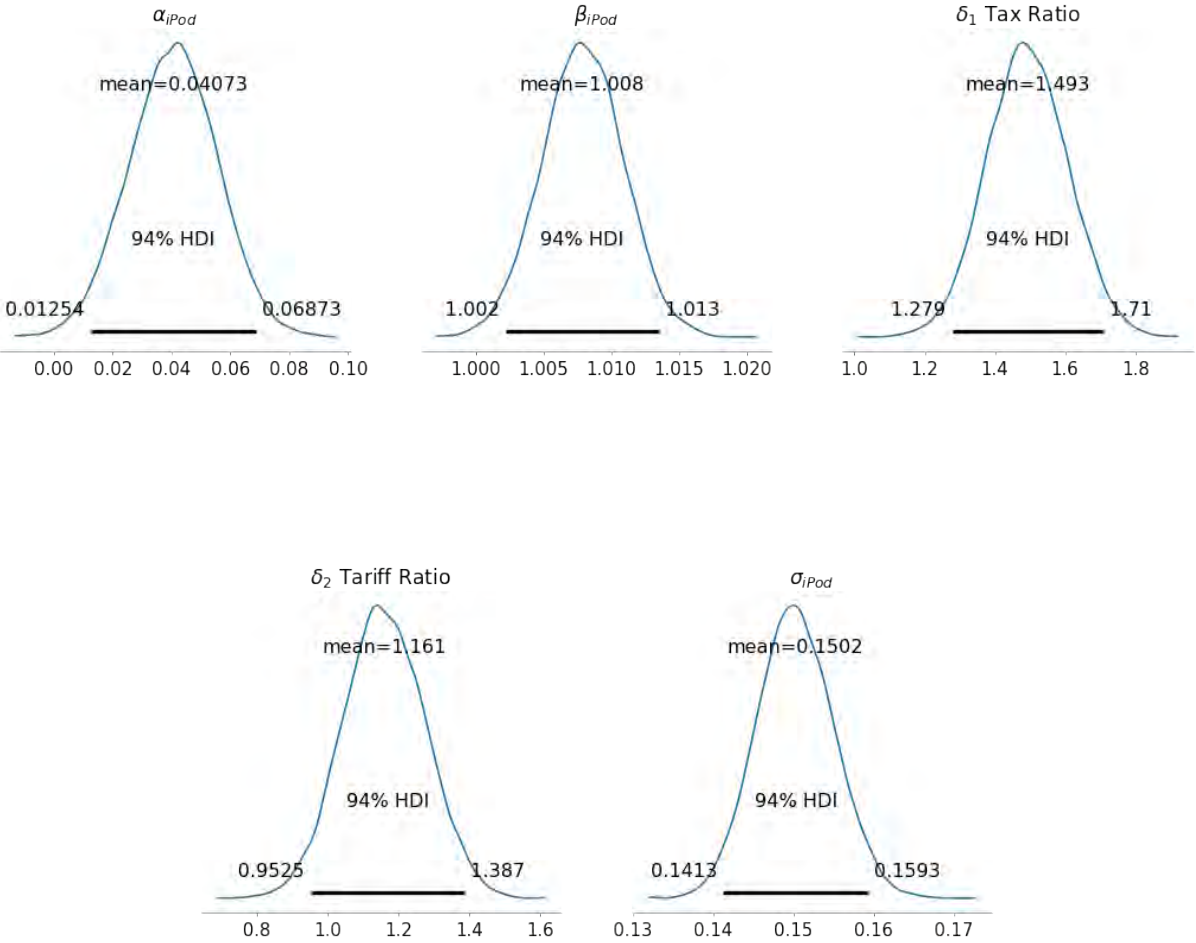 α_iPod β_iPod δ₁ Tax Ratio
mean=0.04073 mean=1.008 mean=1.493
94% HDI 94% HDI 94% HDI
0.01254 0.06873 1.002 1.013 1.279 1.71
0.00 0.02 0.04 0.06 0.08 0.10 1.000 1.005 1.010 1.015 1.020 1.0 1.2 1.4 1.6 1.8
δ₂ Tariff Ratio σ_iPod
mean=1.161 mean=0.1502
94% HDI 94% HDI
0.9525 1.387 0.1413 0.1593
0.8 1.0 1.2 1.4 1.6 0.13 0.14 0.15 0.16 0.17